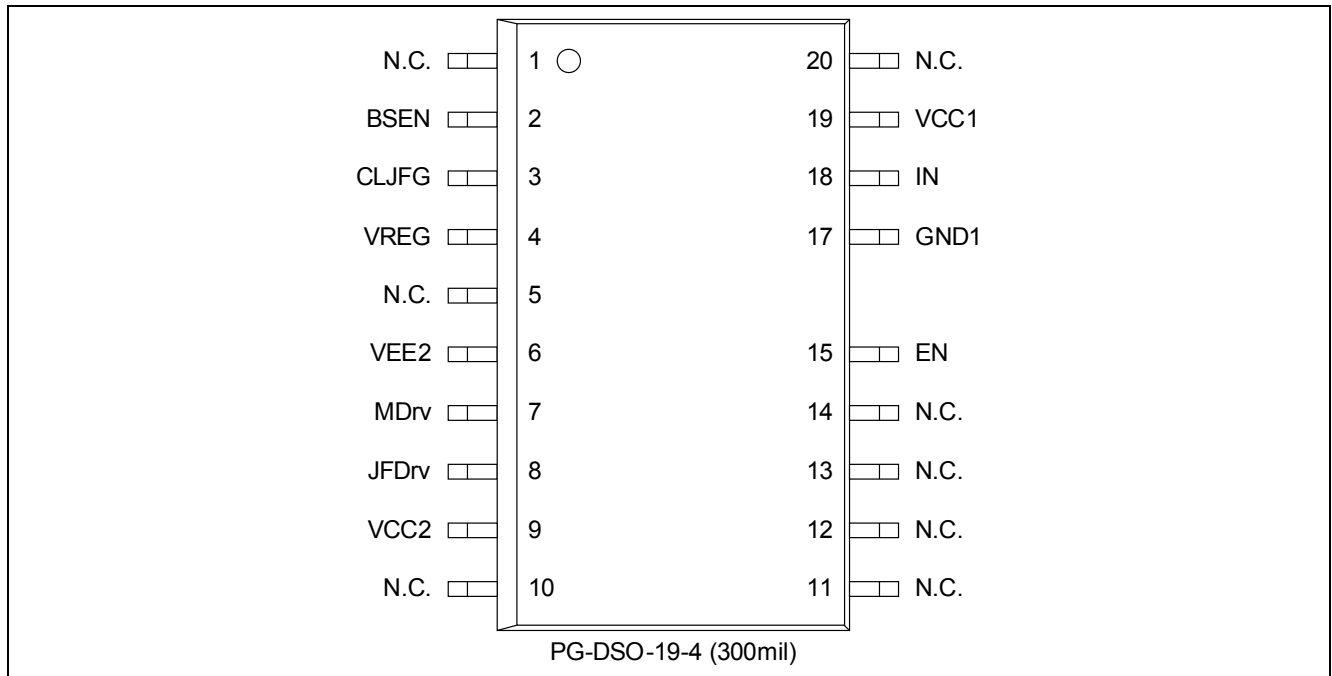 N.C. 1 20 N.C.
BSEN 2 19 VCC1
CLJFG 3 18 IN
VREG 4 17 GND1
N.C. 5
VEE2 6 15 EN
MDrv 7 14 N.C.
JFDrv 8 13 N.C.
VCC2 9 12 N.C.
N.C. 10 11 N.C.
PG-DSO-19-4 (300mil)